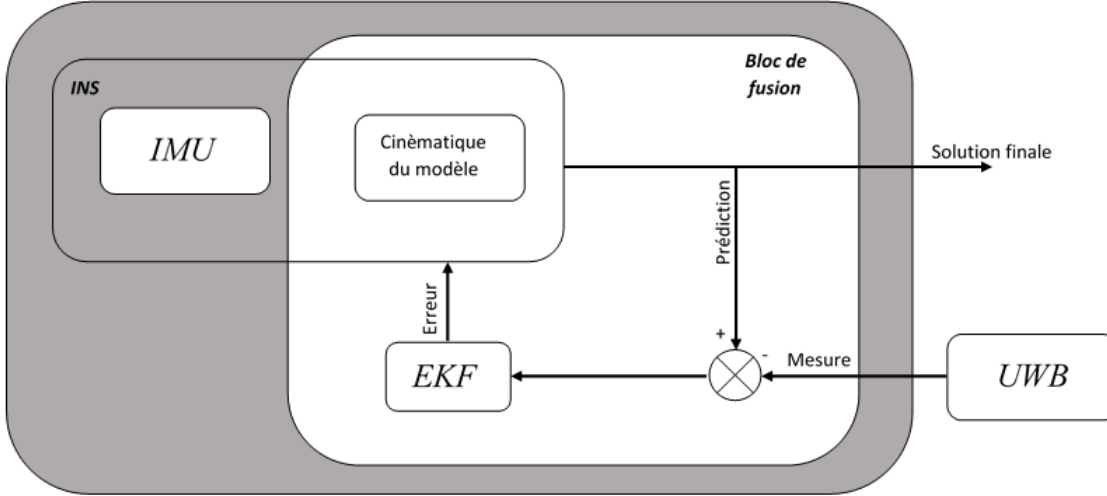 INS
IMU
Cinèmatique
du modèle
Bloc de
fusion
Solution finale
Prédiction
Erreur
EKF
+
-
Mesure
UWB